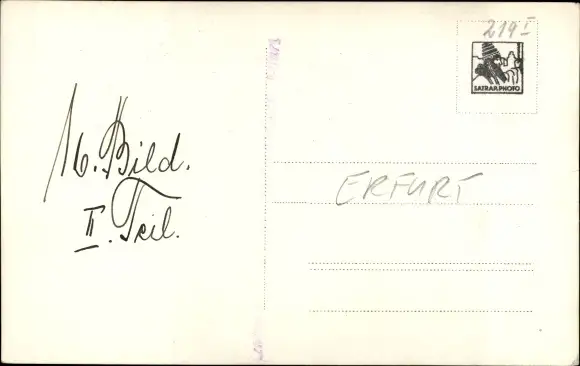 16. Bild.
II. Teil.
219 I
SATRAP PHOTO
ERFURT